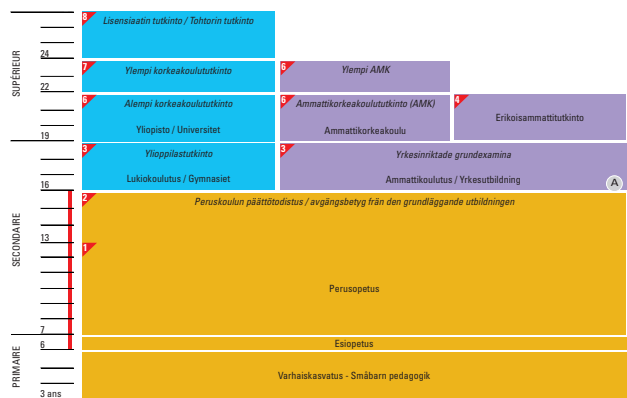 SUPÉRIEUR
SECONDAIRE
PRIMAIRE
24
22
19
16
13
7
6
3 ans
8
Lisensiaatin tutkinto / Tohtorin tutkinto
7
Ylempi korkeakoulututkinto
6
Ylempi AMK
6
Alempi korkeakoulututkinto
Yliopisto / Universitet
6
Ammattikorkeakoulututkinto (AMK)
Ammattikorkeakoulu
4
Erikoisammattitutkinto
3
Ylioppilastutkinto
Lukiokoulutus / Gymnasiet
3
Yrkesinriktade grundexamina
Ammattikoulutus / Yrkesutbildning
A
2
Peruskoulun päättötodistus / avgångsbetyg från den grundläggande utbildningen
1
Perusopetus
Esiopetus
Varhaiskasvatus - Småbarn pedagogik